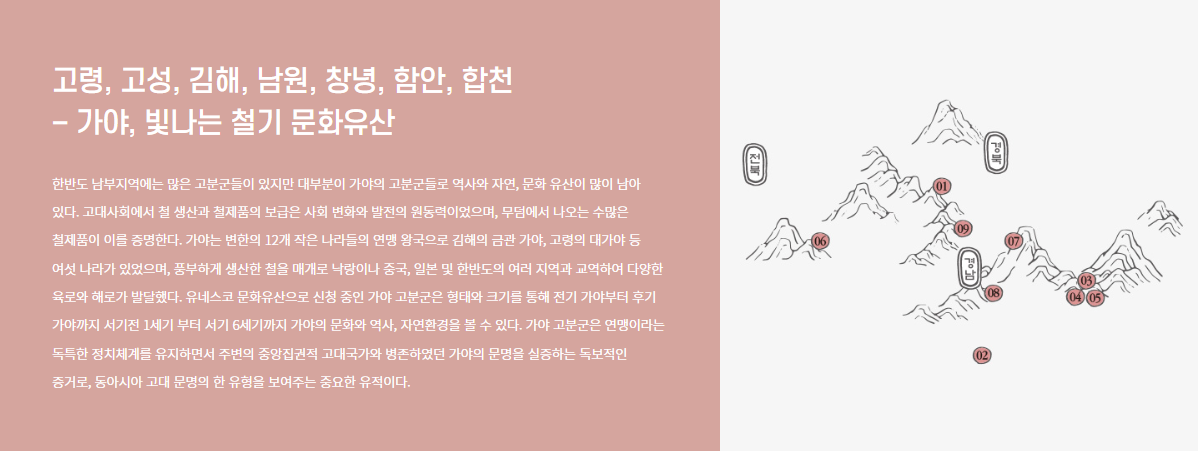 고령, 고성, 김해, 남원, 창녕, 함안, 합천
– 가야, 빛나는 철기 문화유산
한반도 남부지역에는 많은 고분군들이 있지만 대부분이 가야의 고분군들로 역사와 자연, 문화 유산이 많이 남아
있다. 고대사회에서 철 생산과 철제품의 보급은 사회 변화와 발전의 원동력이었으며, 무덤에서 나오는 수많은
철제품이 이를 증명한다. 가야는 변한의 12개 작은 나라들의 연맹 왕국으로 김해의 금관 가야, 고령의 대가야 등
여섯 나라가 있었으며, 풍부하게 생산한 철을 매개로 낙랑이나 중국, 일본 및 한반도의 여러 지역과 교역하여 다양한
육로와 해로가 발달했다. 유네스코 문화유산으로 신청 중인 가야 고분군은 형태와 크기를 통해 전기 가야부터 후기
가야까지 서기전 1세기 부터 서기 6세기까지 가야의 문화와 역사, 자연환경을 볼 수 있다. 가야 고분군은 연맹이라는
독특한 정치체계를 유지하면서 주변의 중앙집권적 고대국가와 병존하였던 가야의 문명을 실증하는 독보적인
증거로, 동아시아 고대 문명의 한 유형을 보여주는 중요한 유적이다.
전북
경북
01
09
06
07
경남
03
08
04
05
02